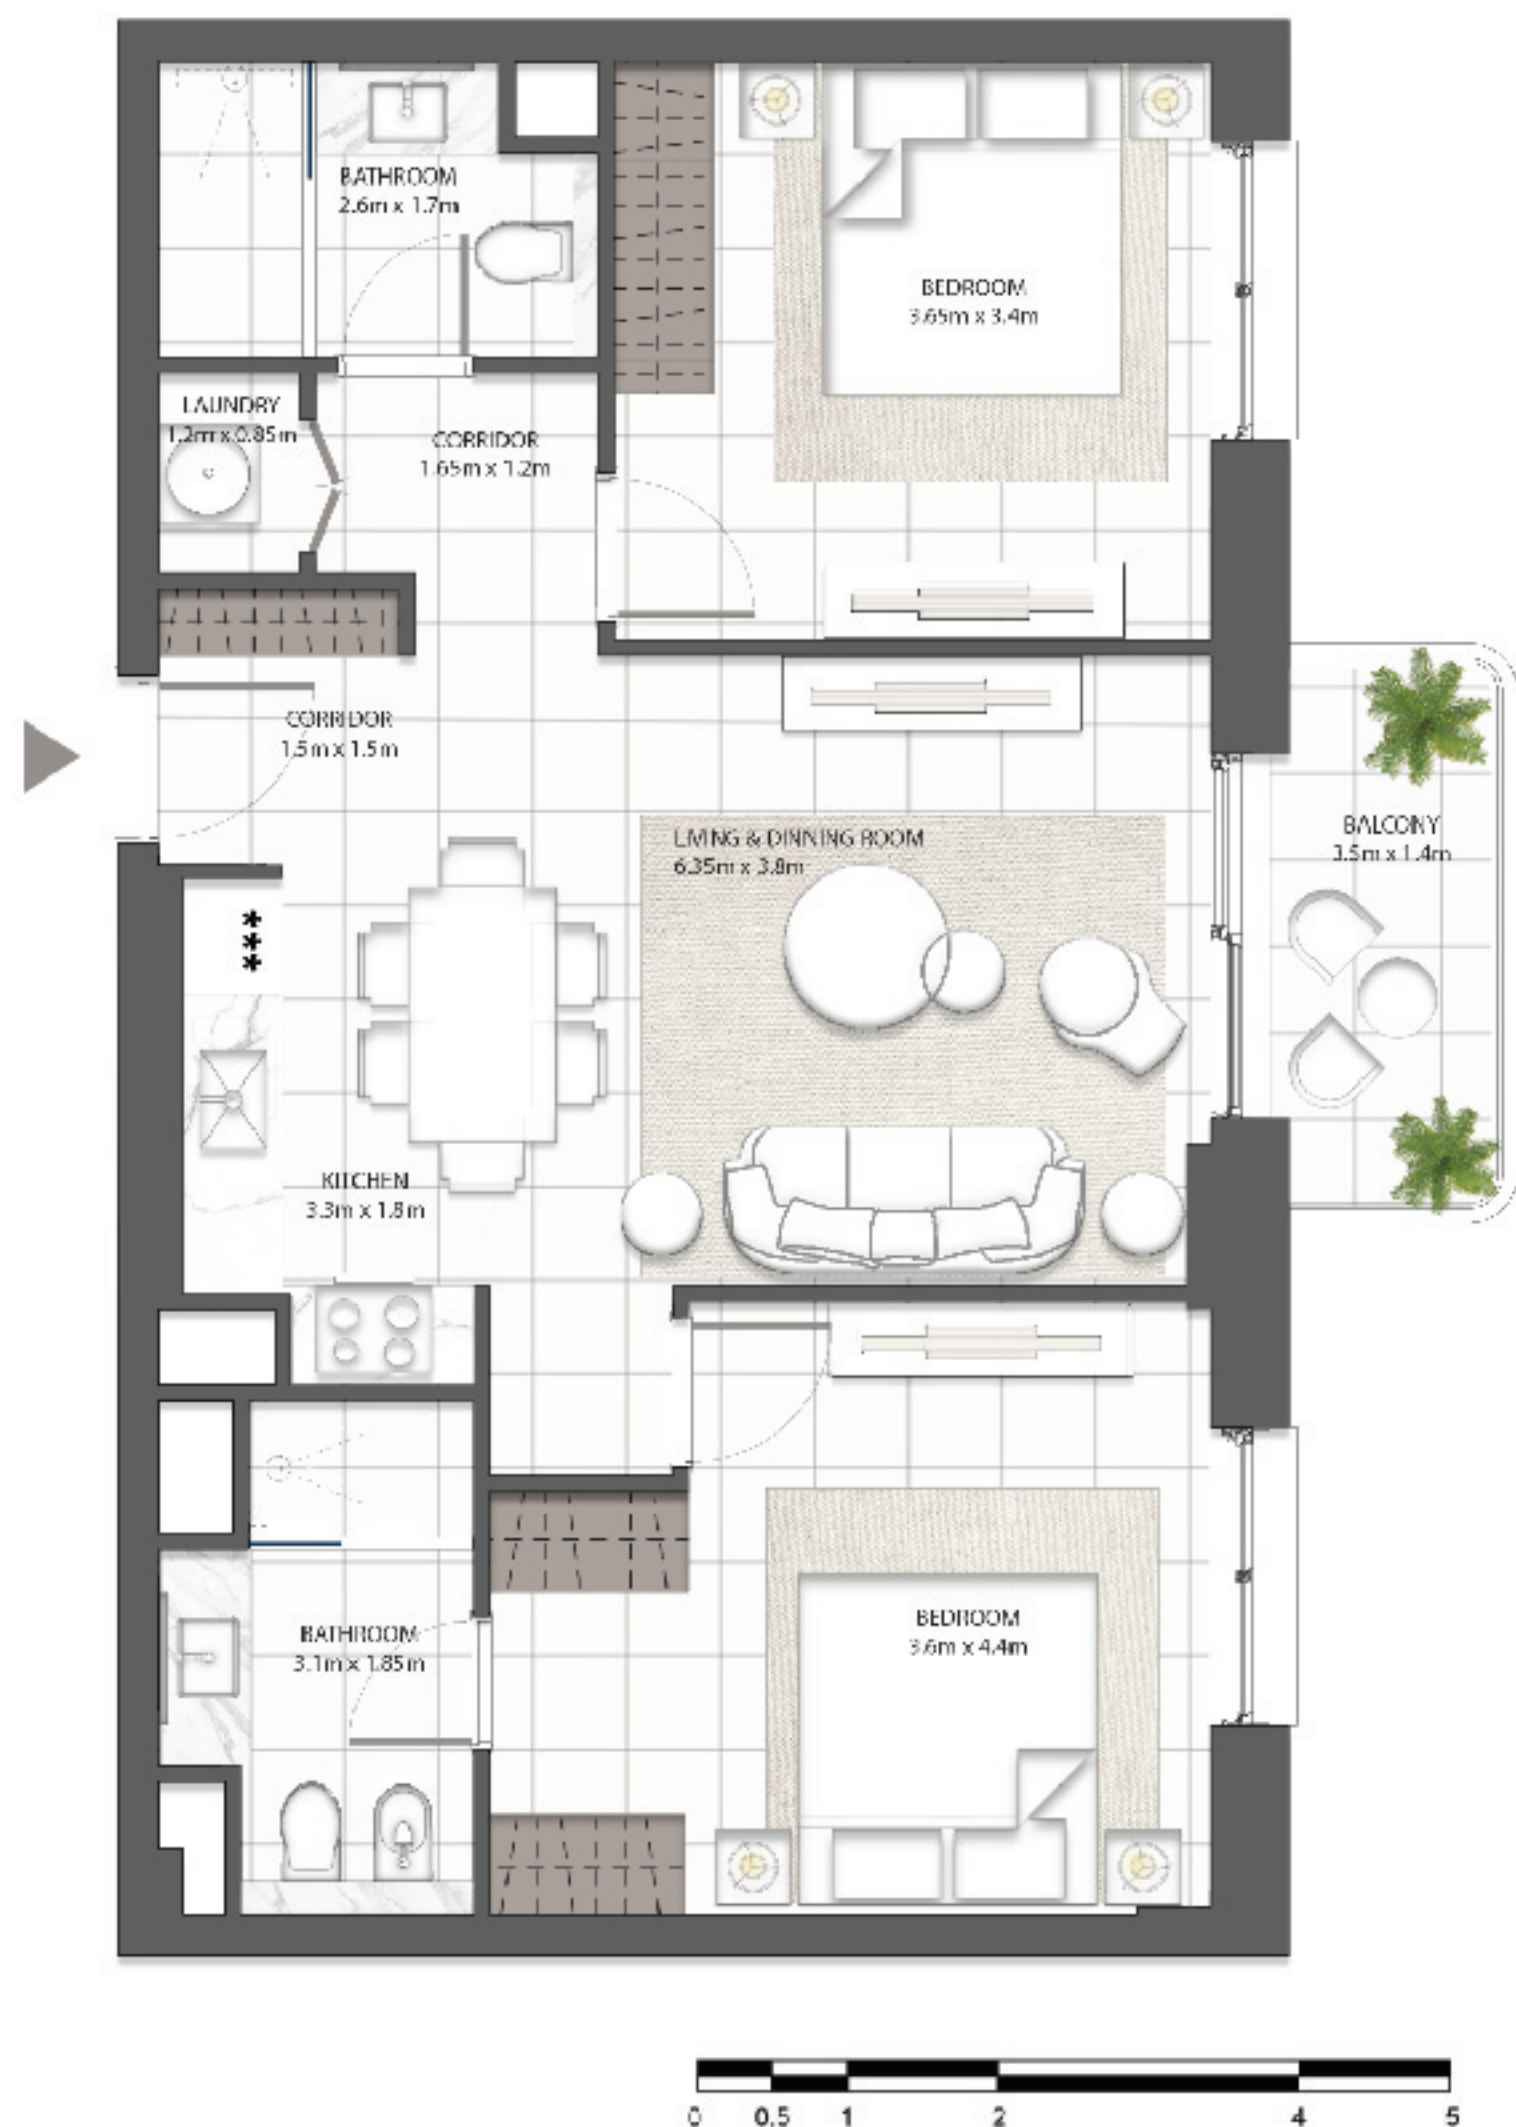 BATHROOM
2.6m x 1.7m
BEDROOM
3.65m x 3.4m
LAUNDRY
1.2m x 0.85m
CORRIDOR
1.65m x 1.2m
CORRIDOR
1.5m x 1.5m
LIVING & DINNING ROOM
6.35m x 3.8m
BALCONY
3.5m x 1.4m
***
KITCHEN
3.3m x 1.8m
BATHROOM
3.1m x 1.85m
BEDROOM
3.6m x 4.4m
0 0.5 1 2 4 5